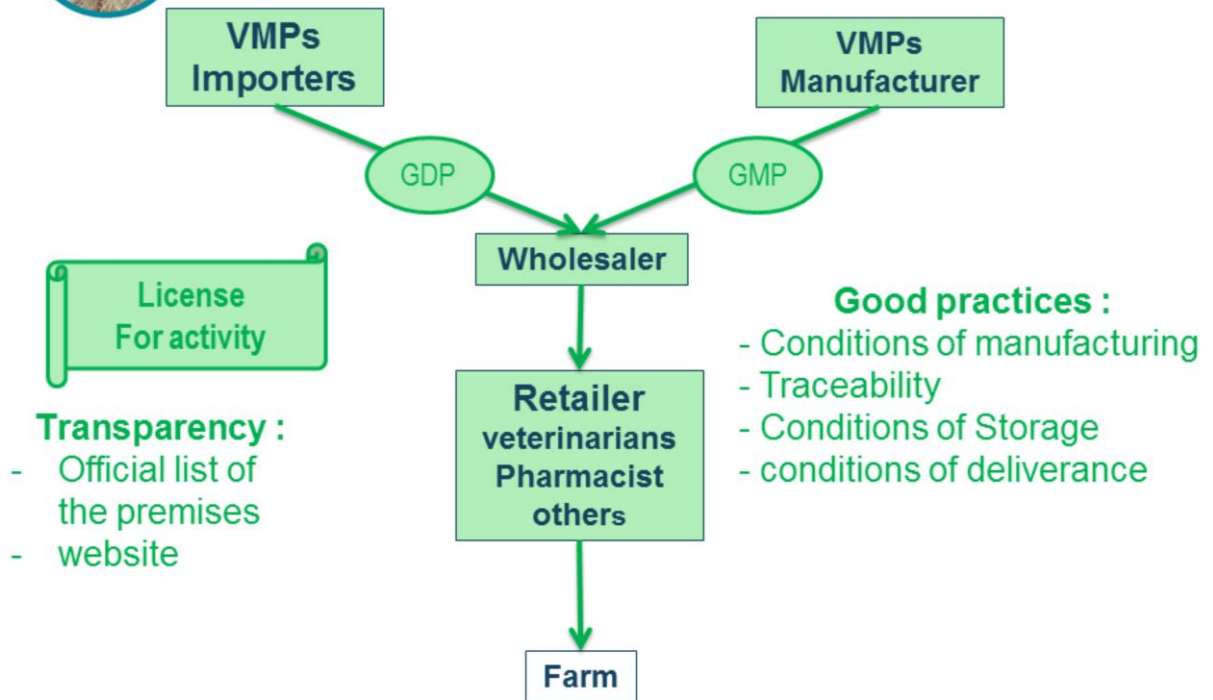 VMPs
Importers
VMPs
Manufacturer
GDP
GMP
Wholesaler
License
For activity
Transparency :
- Official list of
the premises
- website
Retailer
veterinarians
Pharmacist
others
Good practices :
- Conditions of manufacturing
- Traceability
- Conditions of Storage
- conditions of deliverance
Farm